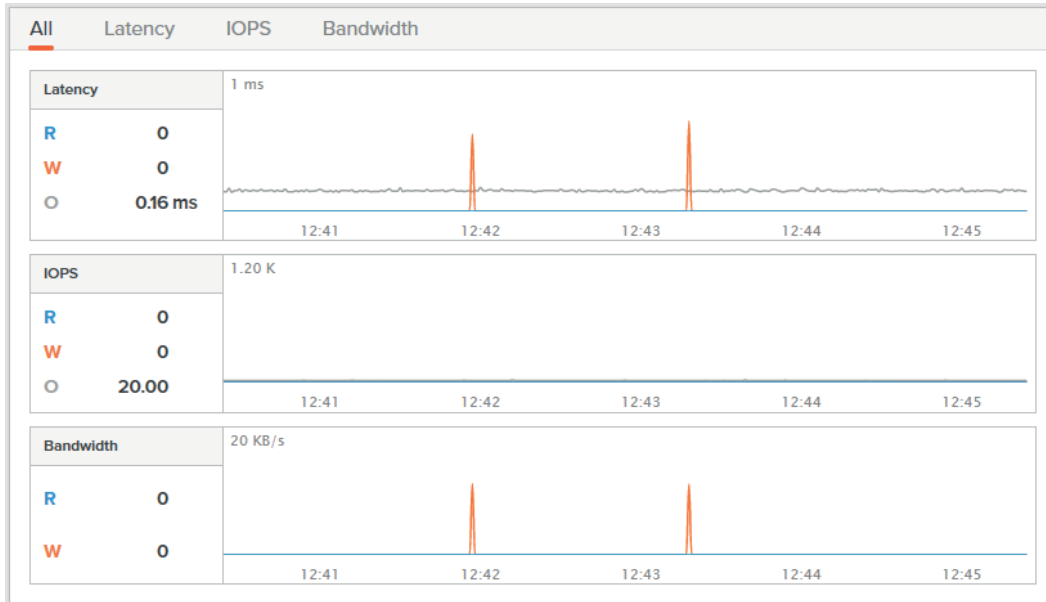 All Latency IOPS Bandwidth
Latency
1 ms
R 0
W 0
O 0.16 ms
12:41 12:42 12:43 12:44 12:45
IOPS
1.20 K
R 0
W 0
O 20.00
12:41 12:42 12:43 12:44 12:45
Bandwidth
20 KB/s
R 0
W 0
12:41 12:42 12:43 12:44 12:45